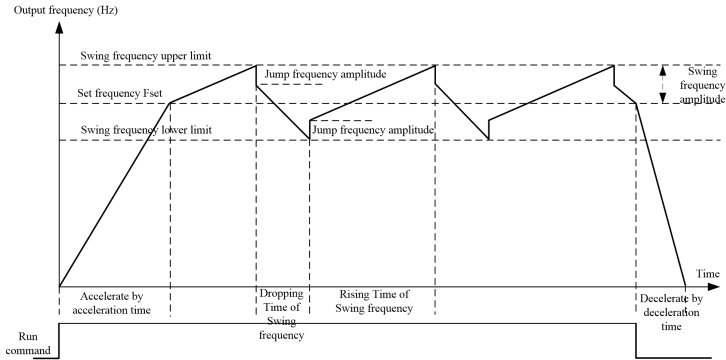 Output frequency (Hz)
Swing frequency upper limit
Jump frequency amplitude
Swing
frequency
amplitude
Set frequency Fset
Swing frequency lower limit
Jump frequency amplitude
Time
Accelerate by
acceleration time
Dropping
Time of
Swing
frequency
Rising Time of
Swing frequency
Decelerate by
deceleration
time
Run
command